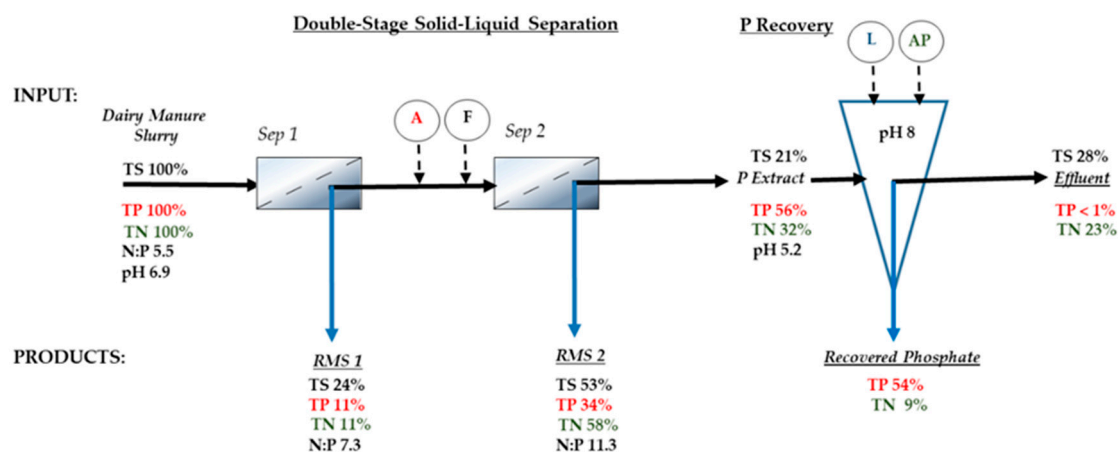 Double-Stage Solid-Liquid Separation
P Recovery
L
AP
INPUT:
Dairy Manure
Slurry
Sep 1
A
F
Sep 2
pH 8
TS 100%
TS 21%
TS 28%
P Extract
Effluent
TP 100%
TN 100%
N:P 5.5
pH 6.9
TP 56%
TN 32%
pH 5.2
TP < 1%
TN 23%
PRODUCTS:
RMS 1
TS 24%
TP 11%
TN 11%
N:P 7.3
RMS 2
TS 53%
TP 34%
TN 58%
N:P 11.3
Recovered Phosphate
TP 54%
TN 9%